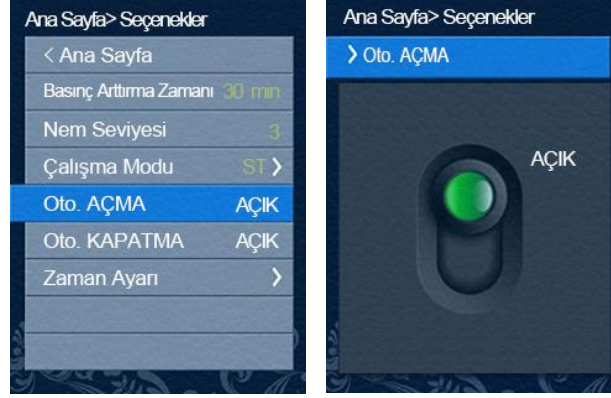 Ana Sayfa> Seçenekler
< Ana Sayfa
Basınç Arttırma Zamanı 30 min
Nem Seviyesi 3
Çalışma Modu ST >
Oto. AÇMA AÇIK
Oto. KAPATMA AÇIK
Zaman Ayarı >
Ana Sayfa> Seçenekler
> Oto. AÇMA
AÇIK